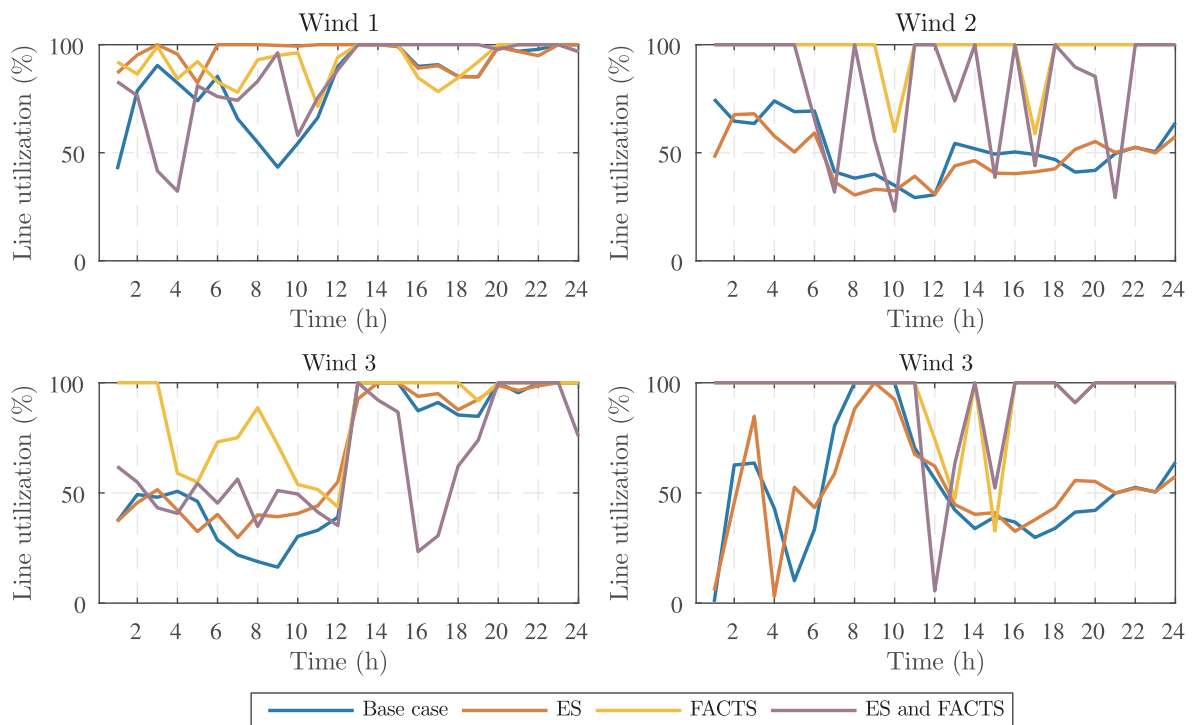 Wind 1
Line utilization (%)
100
50
0
2 4 6 8 10 12 14 16 18 20 22 24
Time (h)
Wind 2
Line utilization (%)
100
50
0
2 4 6 8 10 12 14 16 18 20 22 24
Time (h)
Wind 3
Line utilization (%)
100
50
0
2 4 6 8 10 12 14 16 18 20 22 24
Time (h)
Wind 3
Line utilization (%)
100
50
0
2 4 6 8 10 12 14 16 18 20 22 24
Time (h)
Base case ES FACTS ES and FACTS